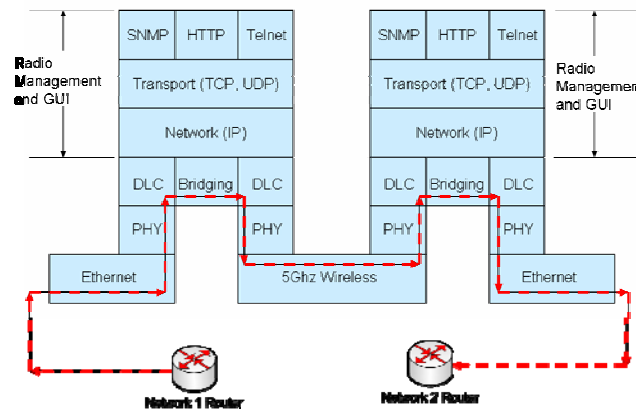 SNMP HTTP Telnet
SNMP HTTP Telnet
Radio
Management
and GUI
Radio
Management
and GUI
Transport (TCP, UDP)
Transport (TCP, UDP)
Network (IP)
Network (IP)
DLC Bridging DLC
DLC Bridging DLC
PHY PHY
PHY PHY
Ethernet
5Ghz Wireless
Ethernet
Network 1 Router
Network 2 Router